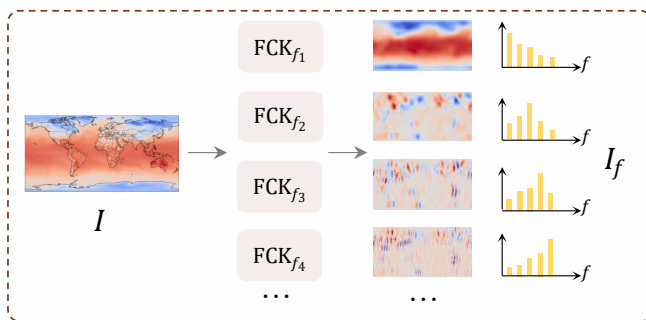 FCK_{f_1}
f
FCK_{f_2}
f
I
FCK_{f_3}
I_f
f
FCK_{f_4}
f
...
...